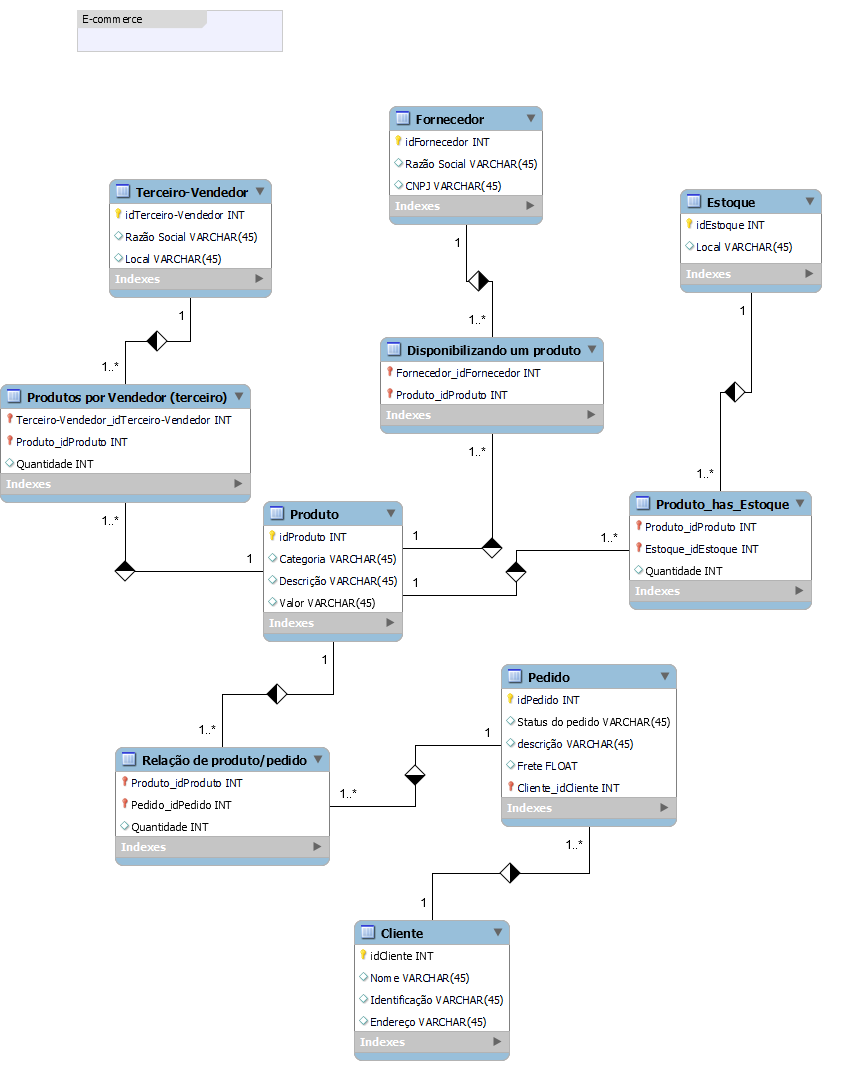 E-commerce
Fornecedor
idFornecedor INT
Razão Social VARCHAR(45)
CNPJ VARCHAR(45)
Indexes
Terceiro-Vendedor
idTerceiro-Vendedor INT
Razão Social VARCHAR(45)
Local VARCHAR(45)
Indexes
Estoque
idEstoque INT
Local VARCHAR(45)
Indexes
1
1..*
1
1..*
1
1..*
Disponibilizando um produto
Fornecedor_idFornecedor INT
Produto_idProduto INT
Indexes
Produtos por Vendedor (terceiro)
Terceiro-Vendedor_idTerceiro-Vendedor INT
Produto_idProduto INT
Quantidade INT
Indexes
1..*
1
1..*
1
Produto
idProduto INT
Categoria VARCHAR(45)
Descrição VARCHAR(45)
Valor VARCHAR(45)
Indexes
1
1..*
Produto_has_Estoque
Produto_idProduto INT
Estoque_idEstoque INT
Quantidade INT
Indexes
1
1..*
Pedido
idPedido INT
Status do pedido VARCHAR(45)
descrição VARCHAR(45)
Frete FLOAT
Cliente_idCliente INT
Indexes
1
1..*
Relação de produto/pedido
Produto_idProduto INT
Pedido_idPedido INT
Quantidade INT
Indexes
1..*
1
Cliente
idCliente INT
Nome VARCHAR(45)
Identificação VARCHAR(45)
Endereço VARCHAR(45)
Indexes